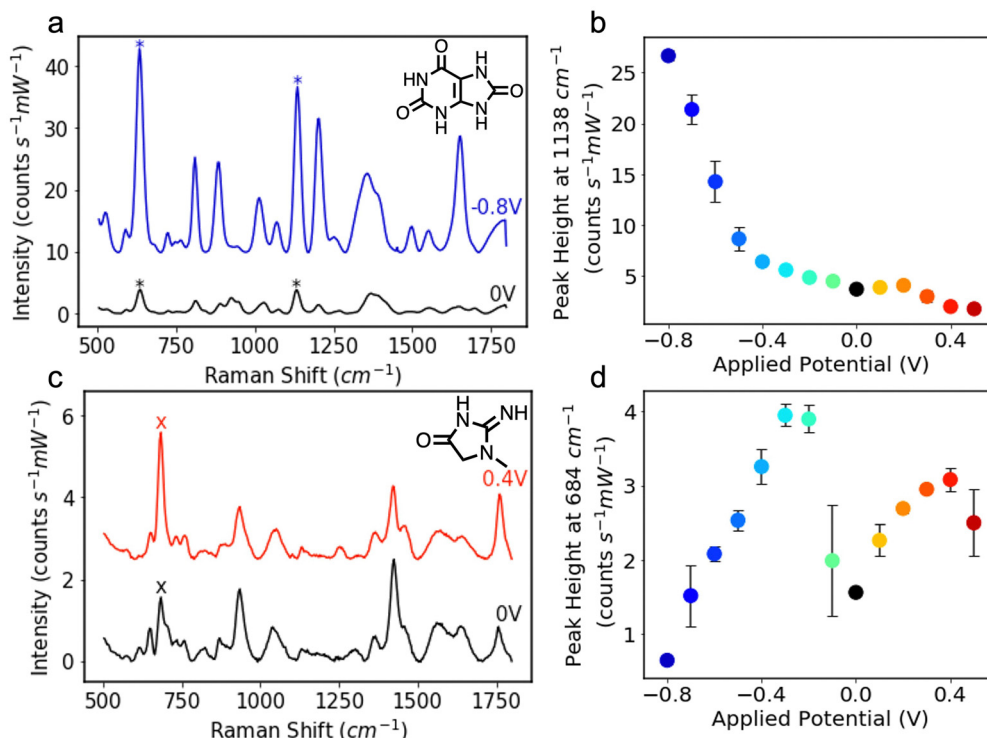 a
Intensity (counts s⁻¹mW⁻¹)
40
30
20
10
0
*
*
-0.8V
*
*
0V
O
HN
O
N
H
H
N
N
H
O
500
750
1000
1250
1500
1750
Raman Shift (cm⁻¹)
b
Peak Height at 1138 cm⁻¹
(counts s⁻¹mW⁻¹)
25
20
15
10
5
−0.8
−0.4
0.0
0.4
Applied Potential (V)
c
Intensity (counts s⁻¹mW⁻¹)
6
4
2
0
x
0.4V
x
0V
H
N
NH
O
N
500
750
1000
1250
1500
1750
Raman Shift (cm⁻¹)
d
Peak Height at 684 cm⁻¹
(counts s⁻¹mW⁻¹)
4
3
2
1
−0.8
−0.4
0.0
0.4
Applied Potential (V)